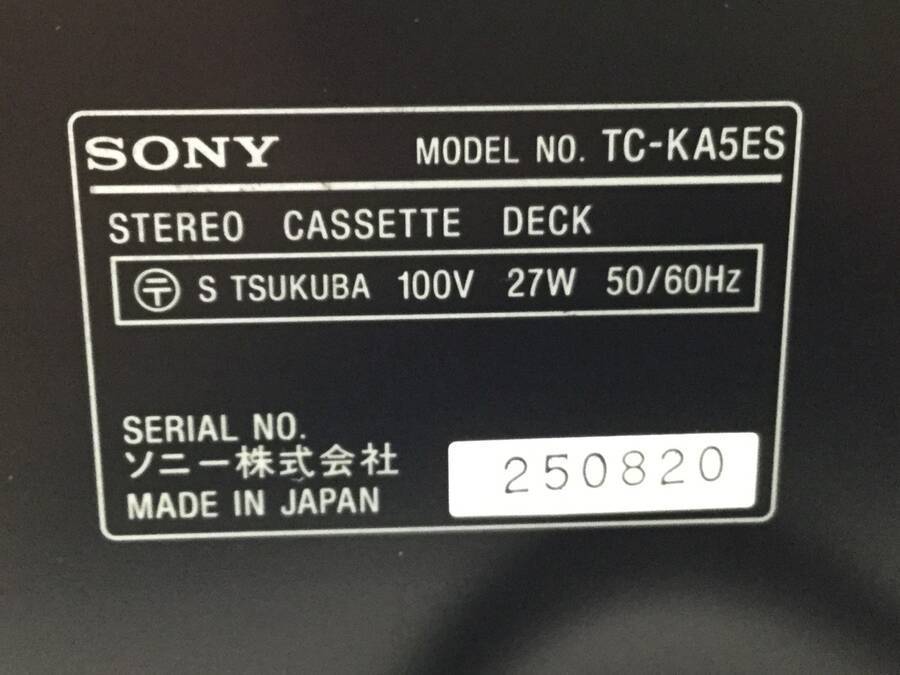 SONY MODEL NO. TC-KA5ES
STEREO CASSETTE DECK
〒 S TSUKUBA 100V 27W 50/60Hz
SERIAL NO.
ソニー株式会社 250820
MADE IN JAPAN